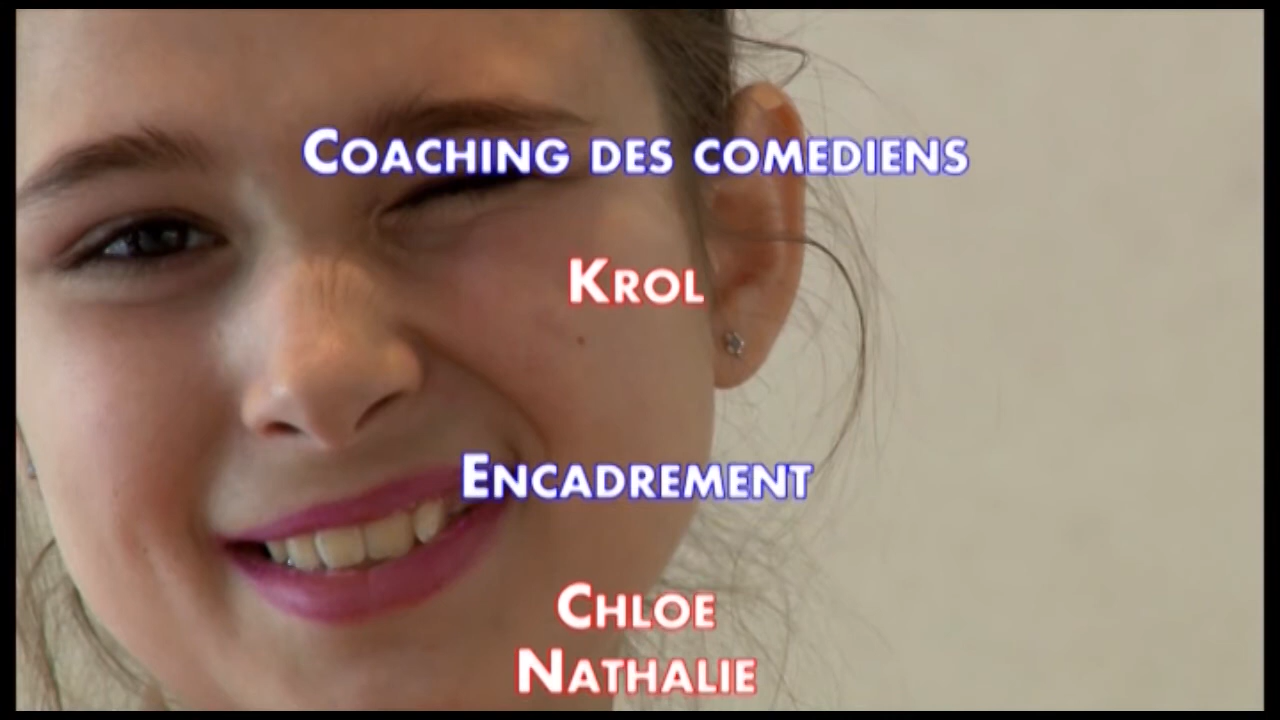 COACHING DES COMEDIENS
KROL
ENCADREMENT
CHLOE
NATHALIE